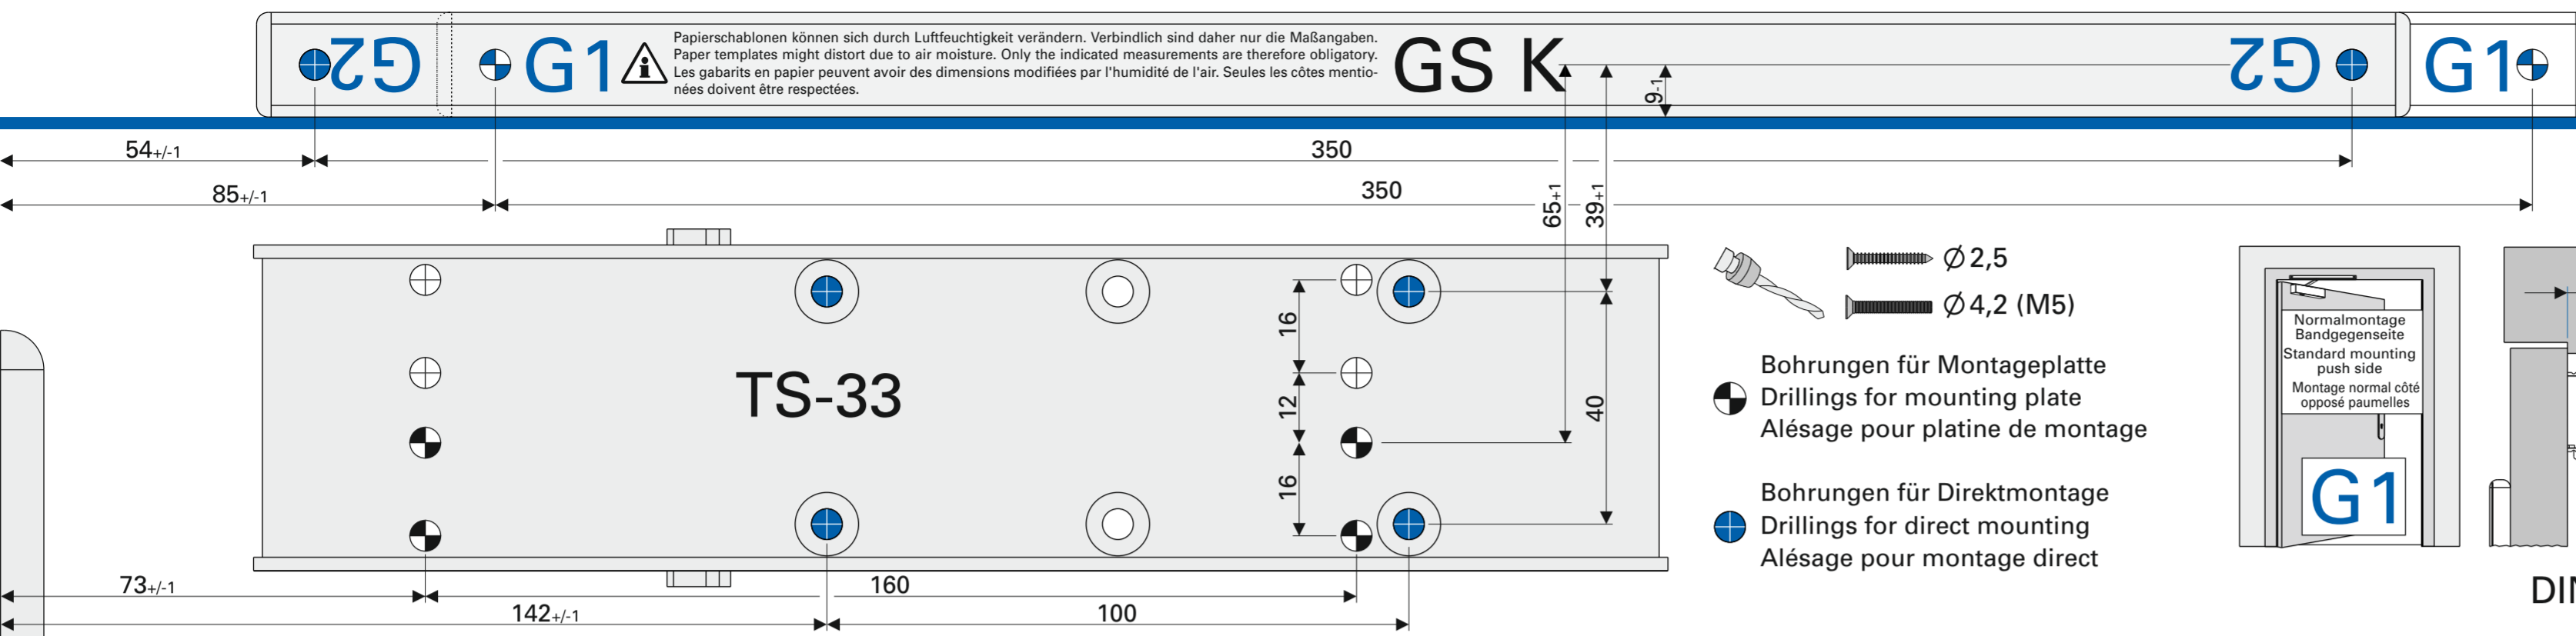 G2
G1
Papierschablonen können sich durch Luftfeuchtigkeit verändern. Verbindlich sind daher nur die Maßangaben.
Paper templates might distort due to air moisture. Only the indicated measurements are therefore obligatory.
Les gabarits en papier peuvent avoir des dimensions modifiées par l'humidité de l'air. Seules les côtes mentio-
nées doivent être respectées.
GS K
9-1
G2
G1
54+/-1
350
85+/-1
350
65+1
39+1
Ø 2,5
Ø 4,2 (M5)
16
12
16
40
TS-33
Bohrungen für Montageplatte
Drillings for mounting plate
Alésage pour platine de montage
Bohrungen für Direktmontage
Drillings for direct mounting
Alésage pour montage direct
Normalmontage
Bandgegenseite
Standard mounting
push side
Montage normal côté
opposé paumelles
G1
73+/-1
160
142+/-1
100